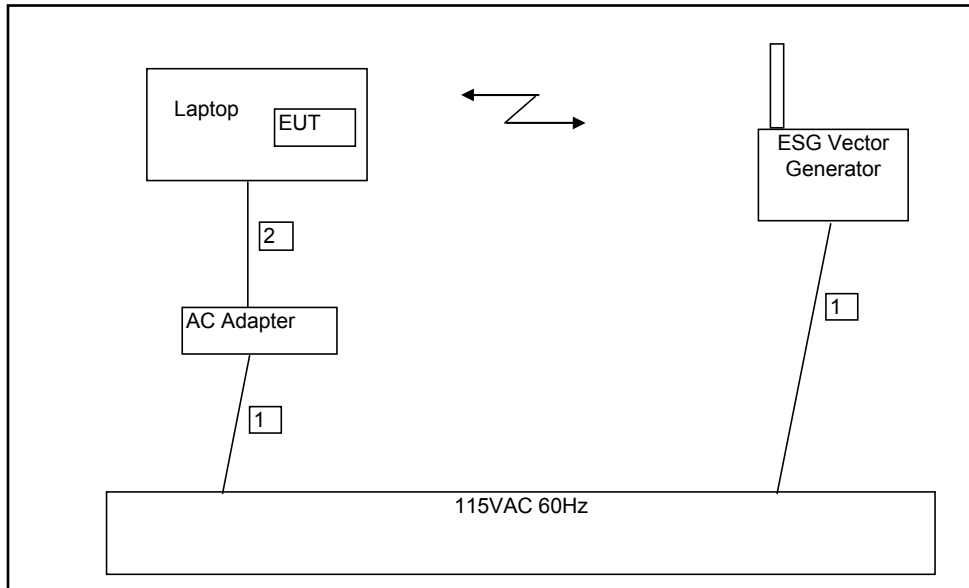 Laptop
EUT
ESG Vector
Generator
2
1
AC Adapter
1
115VAC 60Hz